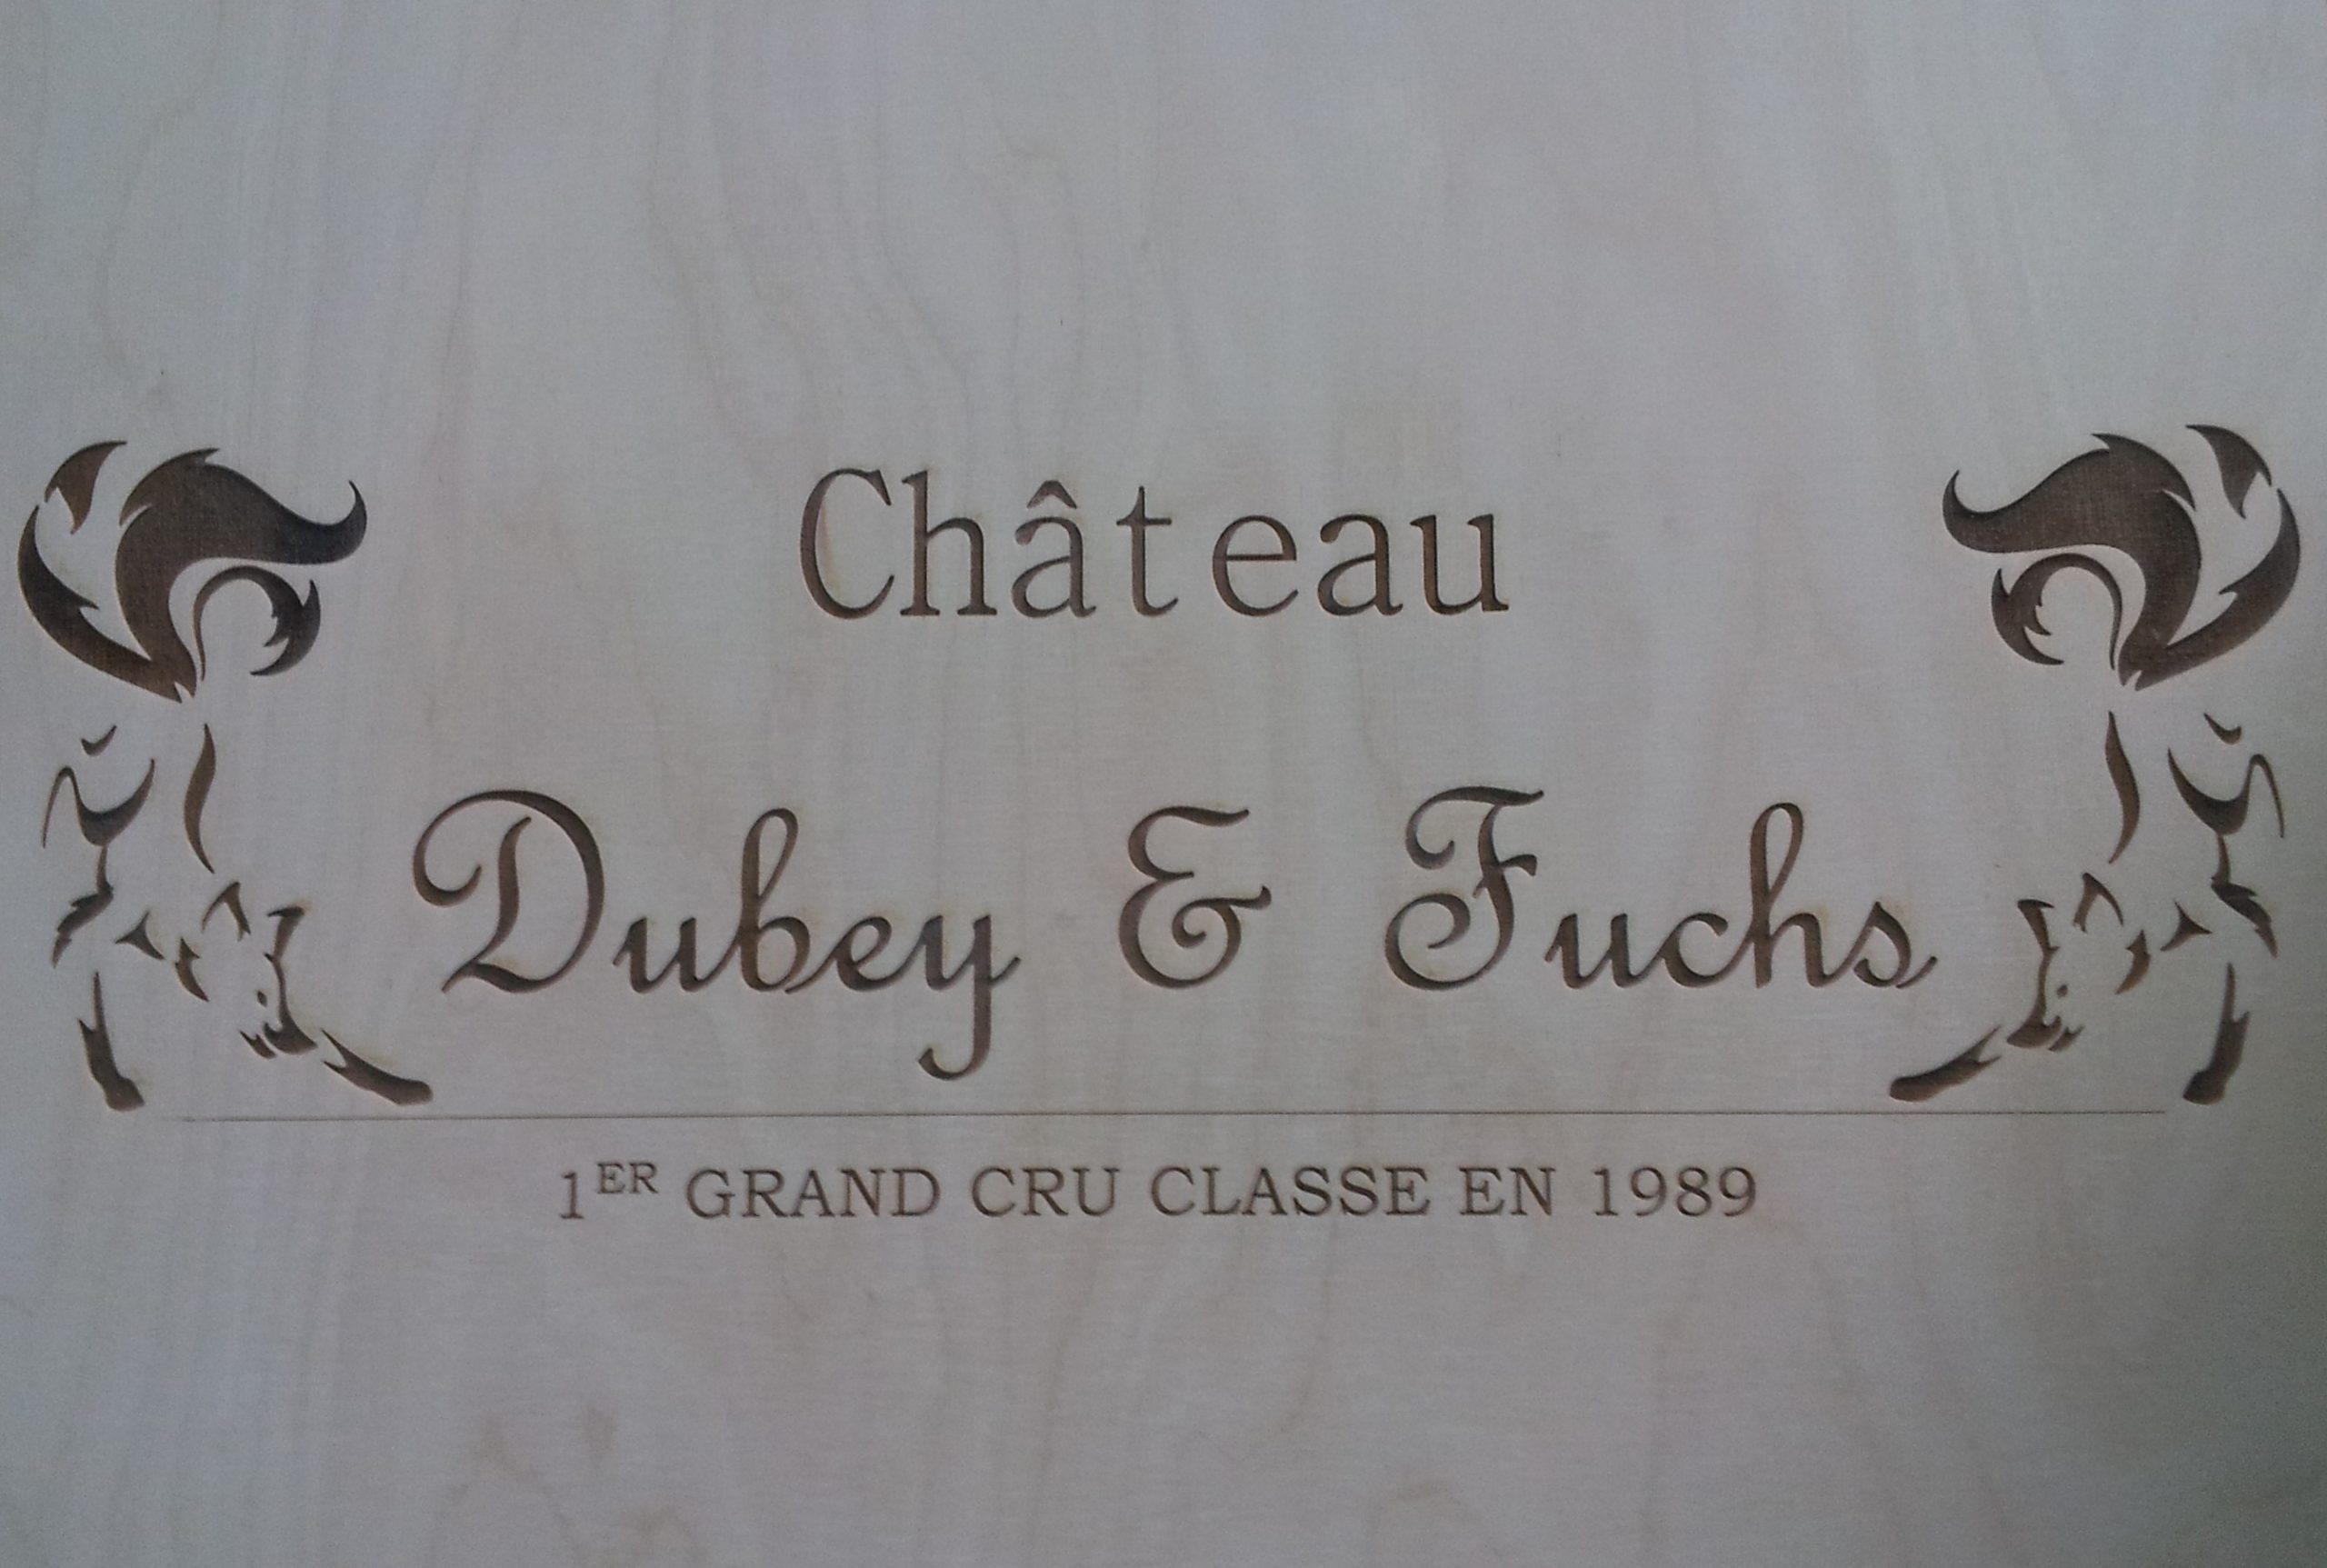 Château
Dubey & Fuchs
1ER GRAND CRU CLASSE EN 1989